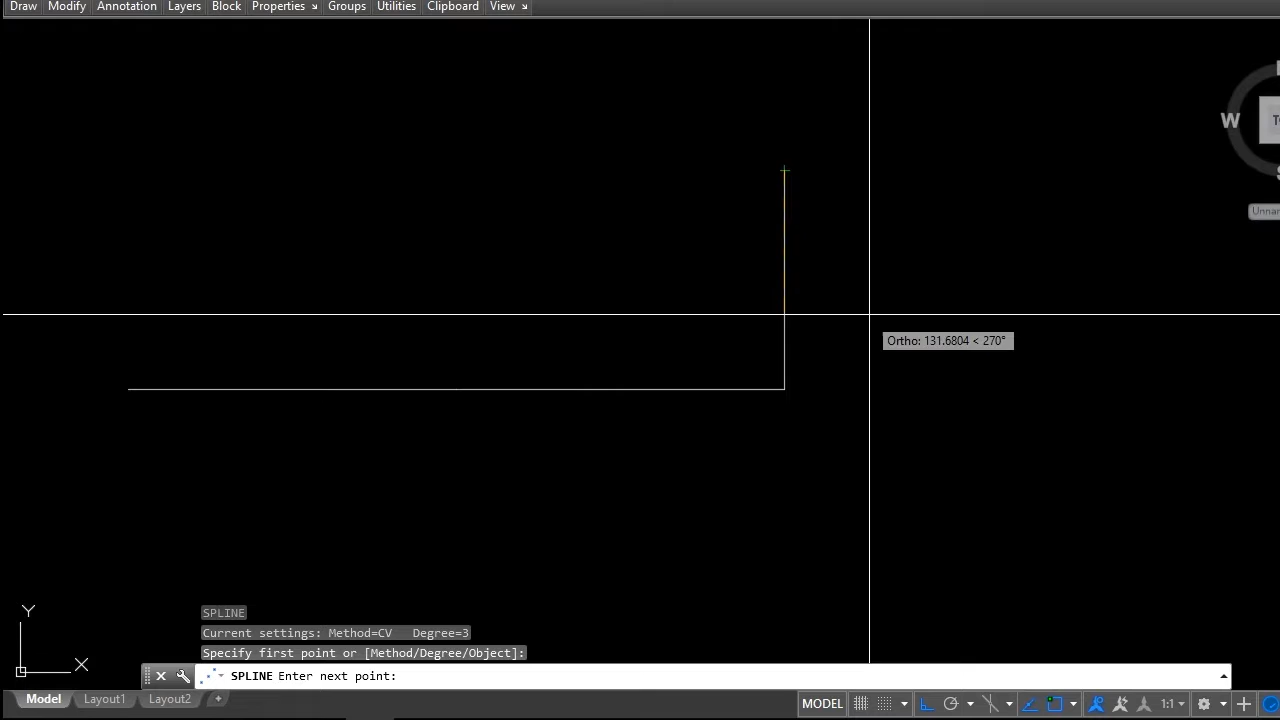 Draw Modify Annotation Layers Block Properties Groups Utilities Clipboard View
W
Ortho: 131.6804 < 270°
Y
X
SPLINE
Current settings: Method=CV Degree=3
Specify first point or [Method/Degree/Object]:
SPLINE Enter next point:
Model Layout1 Layout2 +
MODEL 1:1